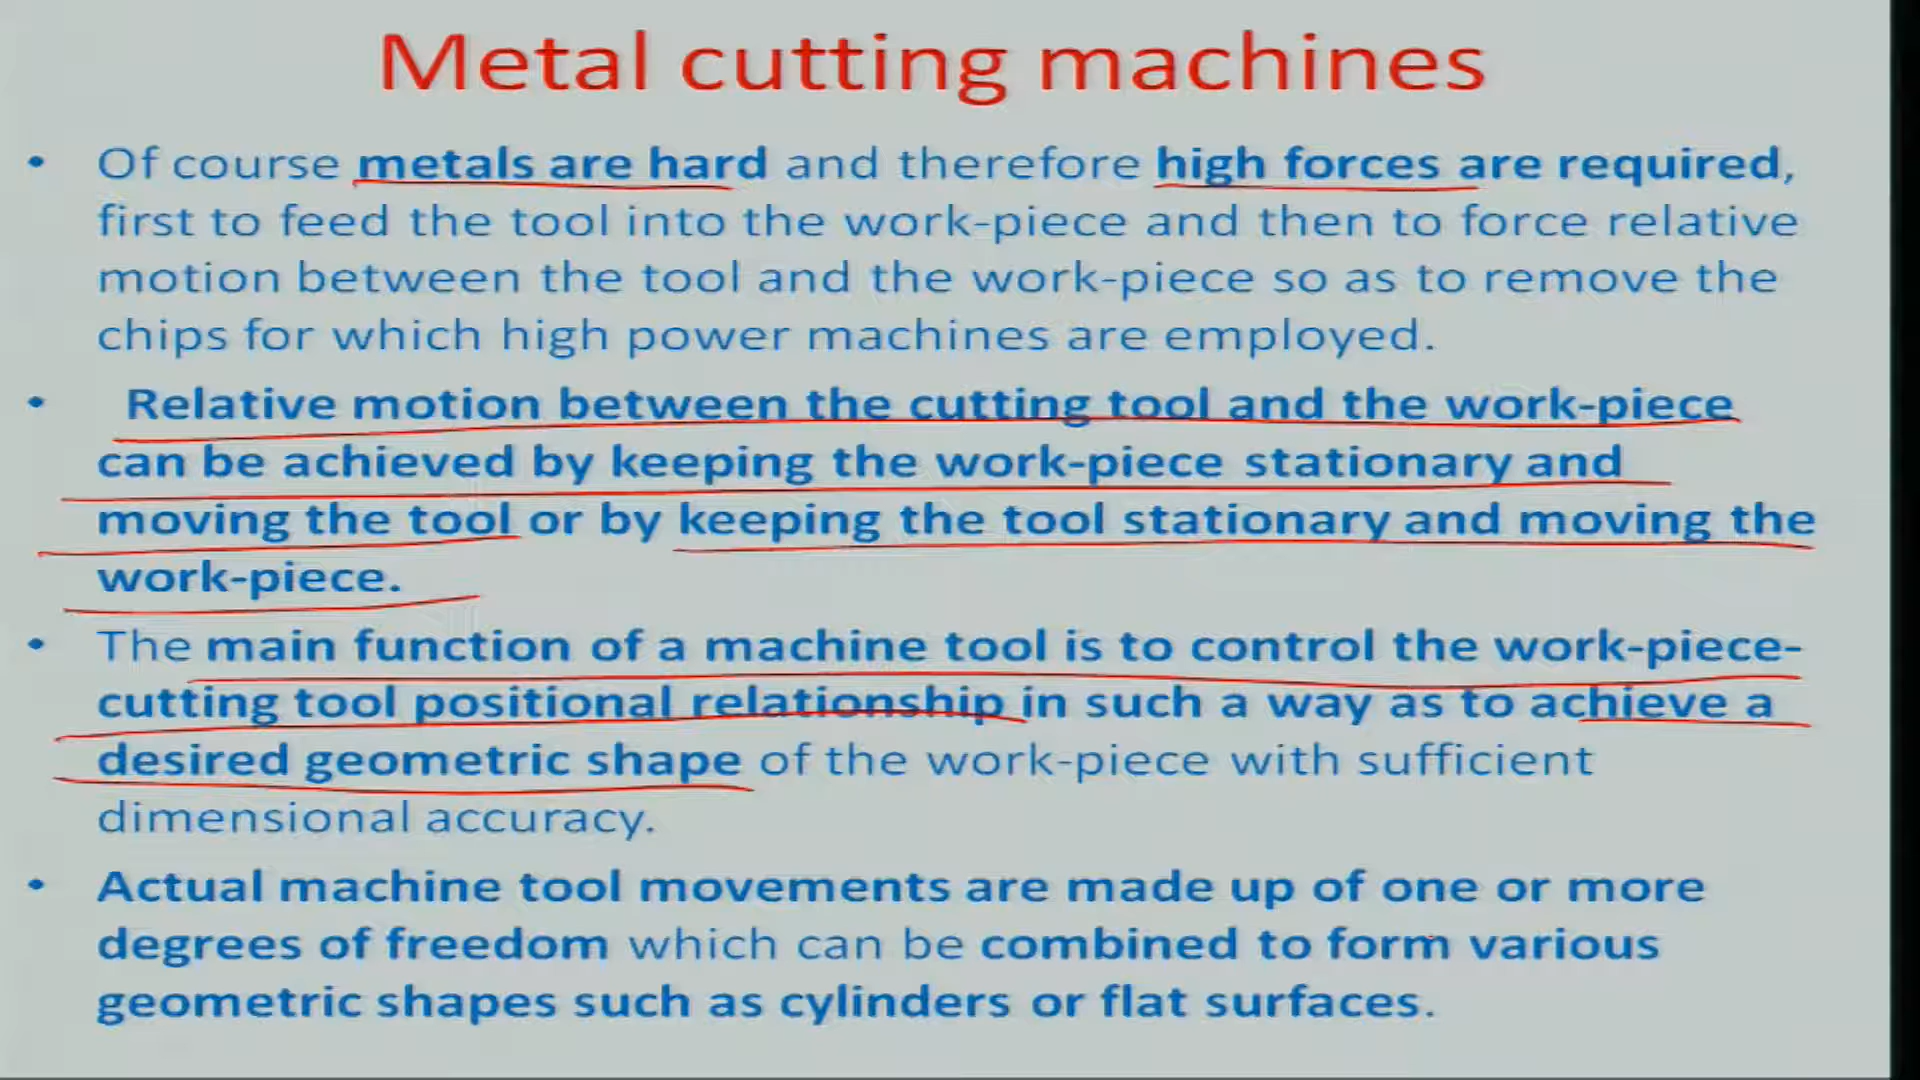 Metal cutting machines
• Of course metals are hard and therefore high forces are required,
first to feed the tool into the work-piece and then to force relative
motion between the tool and the work-piece so as to remove the
chips for which high power machines are employed.
• Relative motion between the cutting tool and the work-piece
can be achieved by keeping the work-piece stationary and
moving the tool or by keeping the tool stationary and moving the
work-piece.
• The main function of a machine tool is to control the work-piece-
cutting tool positional relationship in such a way as to achieve a
desired geometric shape of the work-piece with sufficient
dimensional accuracy.
• Actual machine tool movements are made up of one or more
degrees of freedom which can be combined to form various
geometric shapes such as cylinders or flat surfaces.